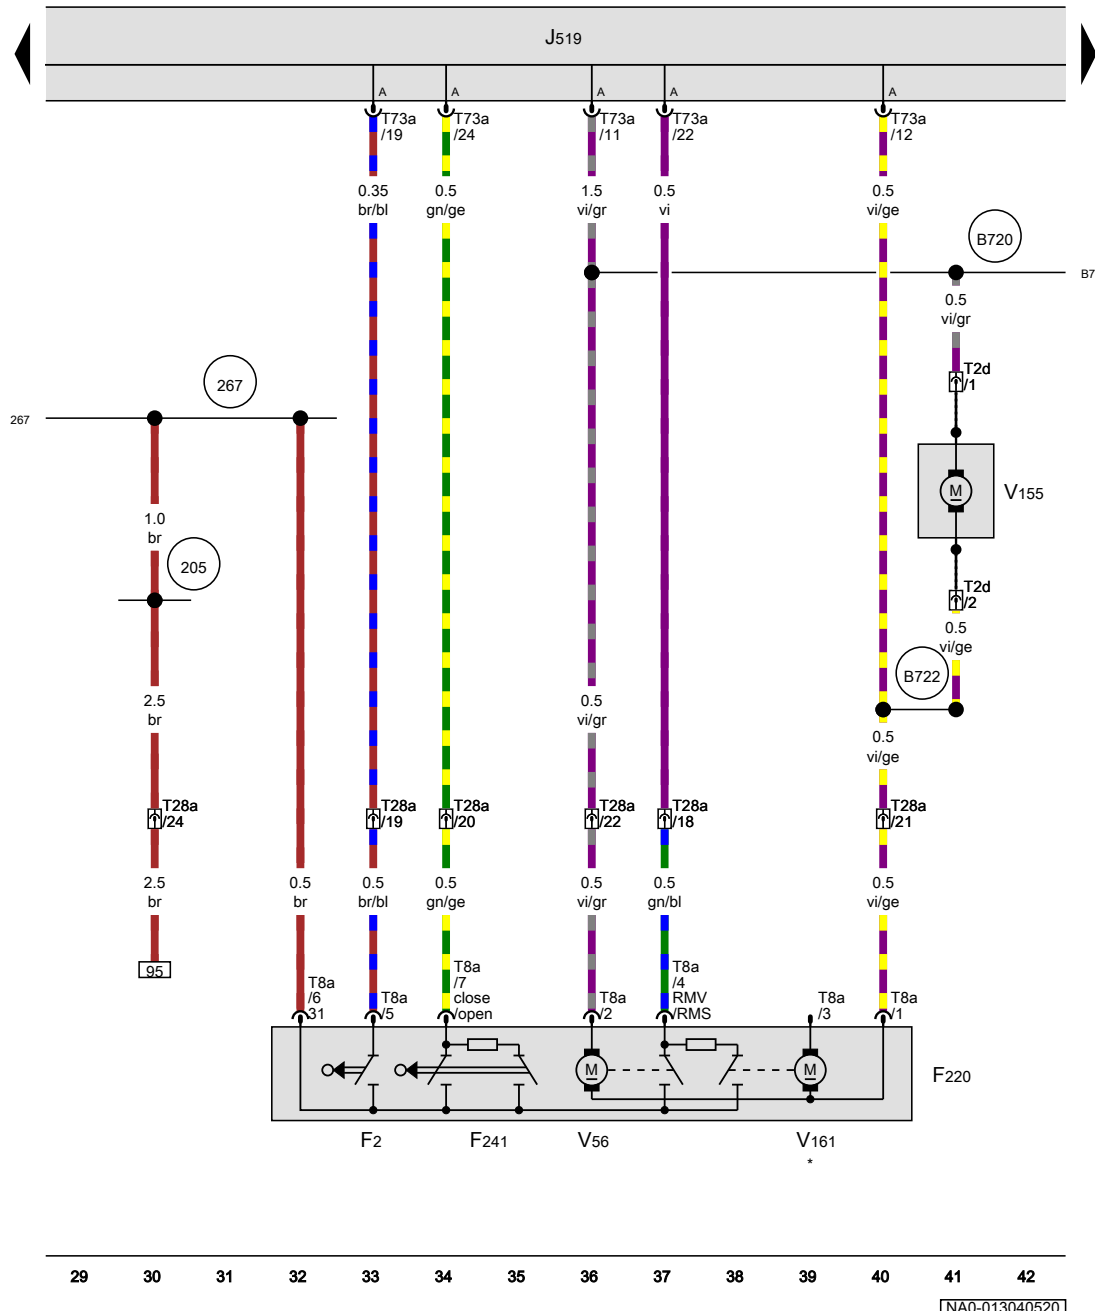 J519
A A A A A
T73a
/19
T73a
/24
T73a
/11
T73a
/22
T73a
/12
0.35
br/bl
0.5
gn/ge
1.5
vi/gr
0.5
vi
0.5
vi/ge
B720
B7
0.5
vi/gr
T2d
/1
267
267
V155
M
1.0
br
205
T2d
/2
0.5
vi/ge
B722
2.5
br
0.5
vi/gr
0.5
vi/ge
T28a
/24
T28a
/19
T28a
/20
T28a
/22
T28a
/18
T28a
/21
2.5
br
0.5
br
0.5
br/bl
0.5
gn/ge
0.5
vi/gr
0.5
gn/bl
0.5
vi/ge
95
T8a
/6
31
T8a
/5
T8a
/7
close
/open
T8a
/2
T8a
/4
RMV
/RMS
T8a
/3
T8a
/1
M
M
F220
F2
F241
V56
V161
*
29 30 31 32 33 34 35 36 37 38 39 40 41 42
NA0-013040520